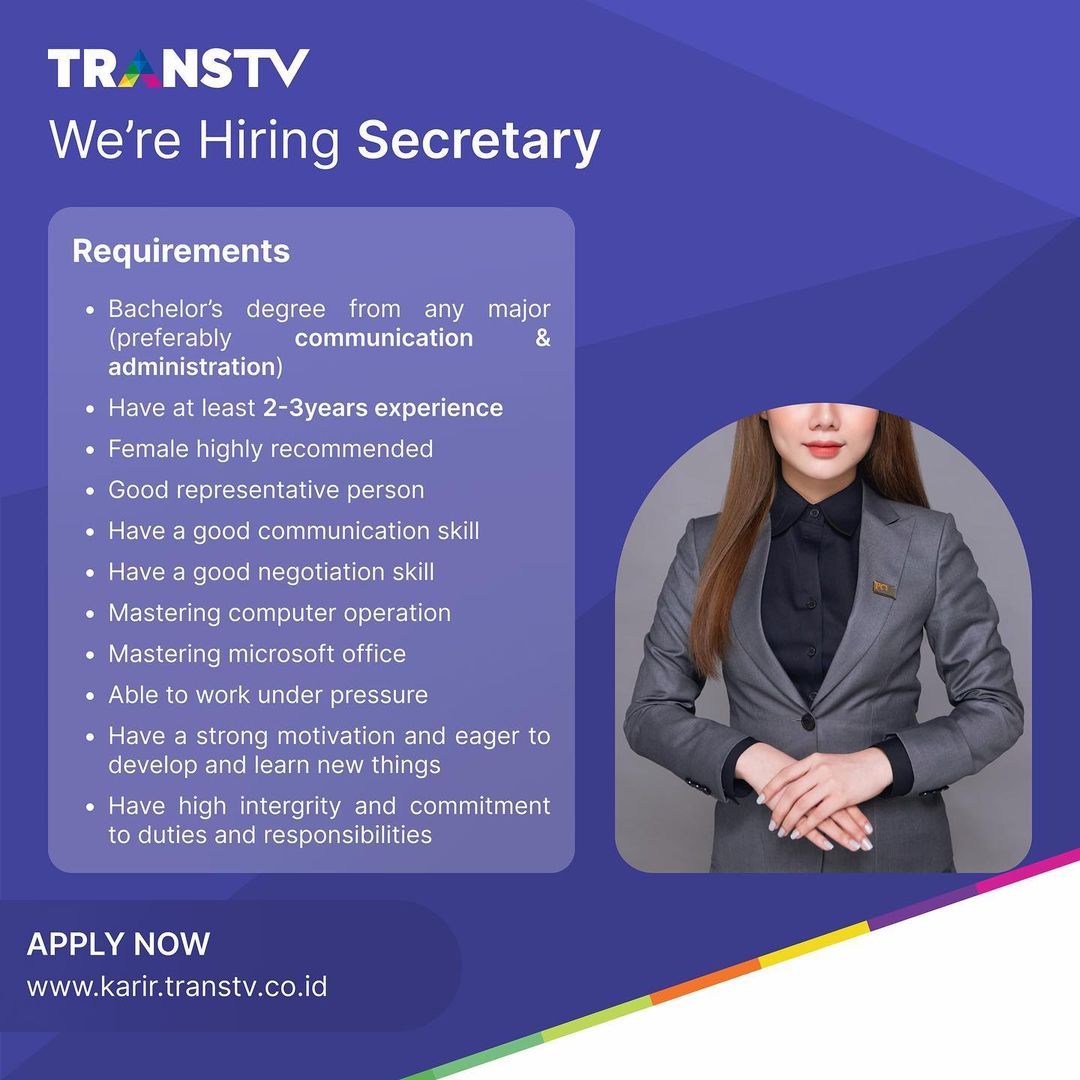 TRANSTV
We're Hiring Secretary
Requirements
• Bachelor's degree from any major
(preferably communication &
administration)
• Have at least 2-3years experience
• Female highly recommended
• Good representative person
• Have a good communication skill
• Have a good negotiation skill
• Mastering computer operation
• Mastering microsoft office
• Able to work under pressure
• Have a strong motivation and eager to
develop and learn new things
• Have high intergrity and commitment
to duties and responsibilities
APPLY NOW
www.karir.transtv.co.id